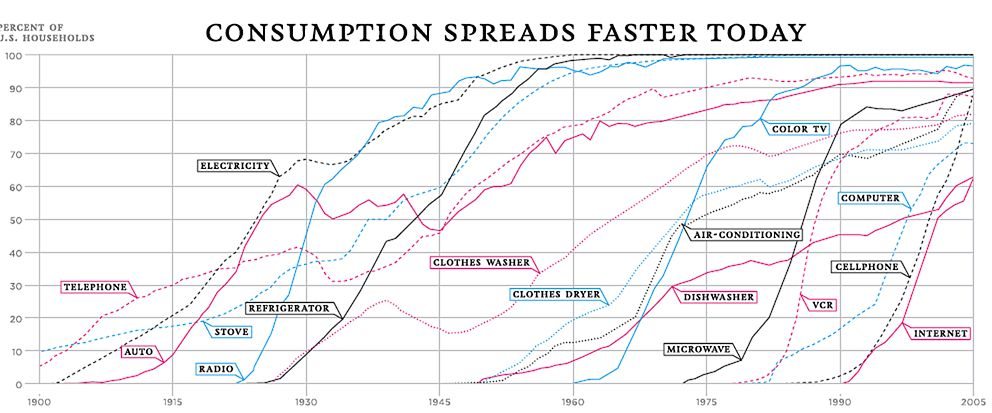 PERCENT OF
U.S. HOUSEHOLDS
CONSUMPTION SPREADS FASTER TODAY
100
90
80
70
60
50
40
30
20
10
0
ELECTRICITY
COLOR TV
COMPUTER
AIR-CONDITIONING
CLOTHES WASHER
CELLPHONE
TELEPHONE
CLOTHES DRYER
DISHWASHER
REFRIGERATOR
VCR
STOVE
INTERNET
AUTO
MICROWAVE
RADIO
1900
1915
1930
1945
1960
1975
1990
2005